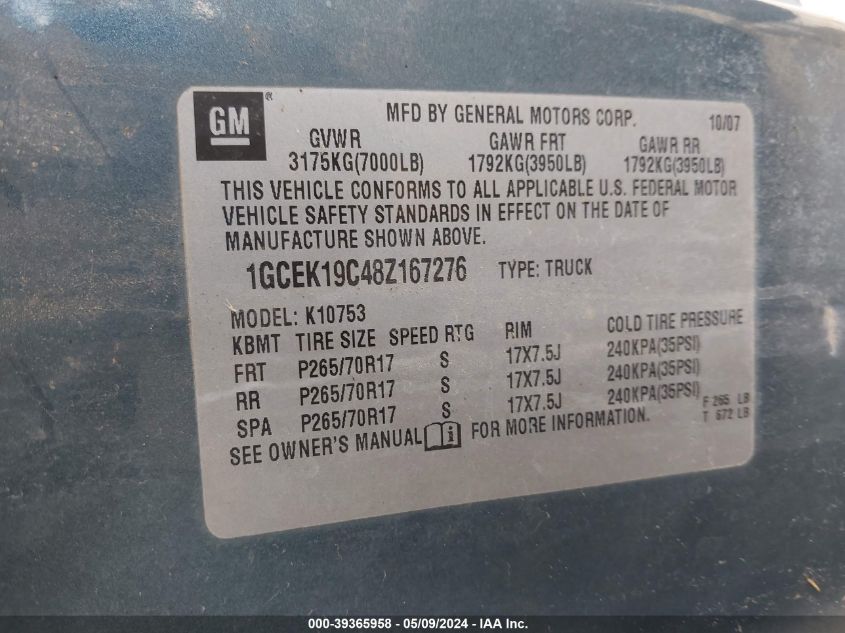 GM® MFD BY GENERAL MOTORS CORP. 10/07
GVWR GAWR FRT GAWR RR
3175KG(7000LB) 1792KG(3950LB) 1792KG(3950LB)
THIS VEHICLE CONFORMS TO ALL APPLICABLE U.S. FEDERAL MOTOR
VEHICLE SAFETY STANDARDS IN EFFECT ON THE DATE OF
MANUFACTURE SHOWN ABOVE.
1GCEK19C48Z167276 TYPE: TRUCK
MODEL: K10753
KBMT TIRE SIZE SPEED RTG RIM COLD TIRE PRESSURE
FRT P265/70R17 S 17X7.5J 240KPA(35PSI)
RR P265/70R17 S 17X7.5J 240KPA(35PSI)
SPA P265/70R17 S 17X7.5J 240KPA(35PSI)
SEE OWNER'S MANUAL i FOR MORE INFORMATION.
F 265 LB
T 672 LB
000-39365958 - 05/09/2024 - IAA Inc.